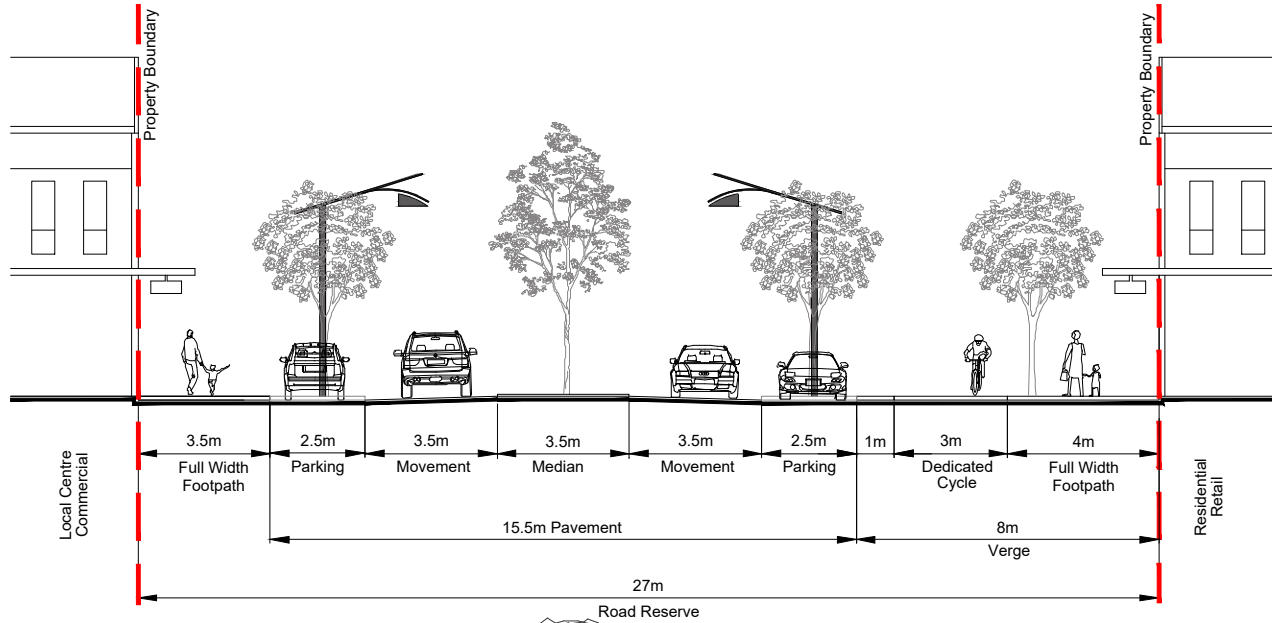 Property Boundary
Property Boundary
3.5m
2.5m
3.5m
3.5m
3.5m
2.5m
1m
3m
4m
Full Width
Footpath
Parking
Movement
Median
Movement
Parking
Dedicated
Cycle
Full Width
Footpath
Local Centre
Commercial
Residential
Retail
15.5m Pavement
8m
Verge
27m
Road Reserve